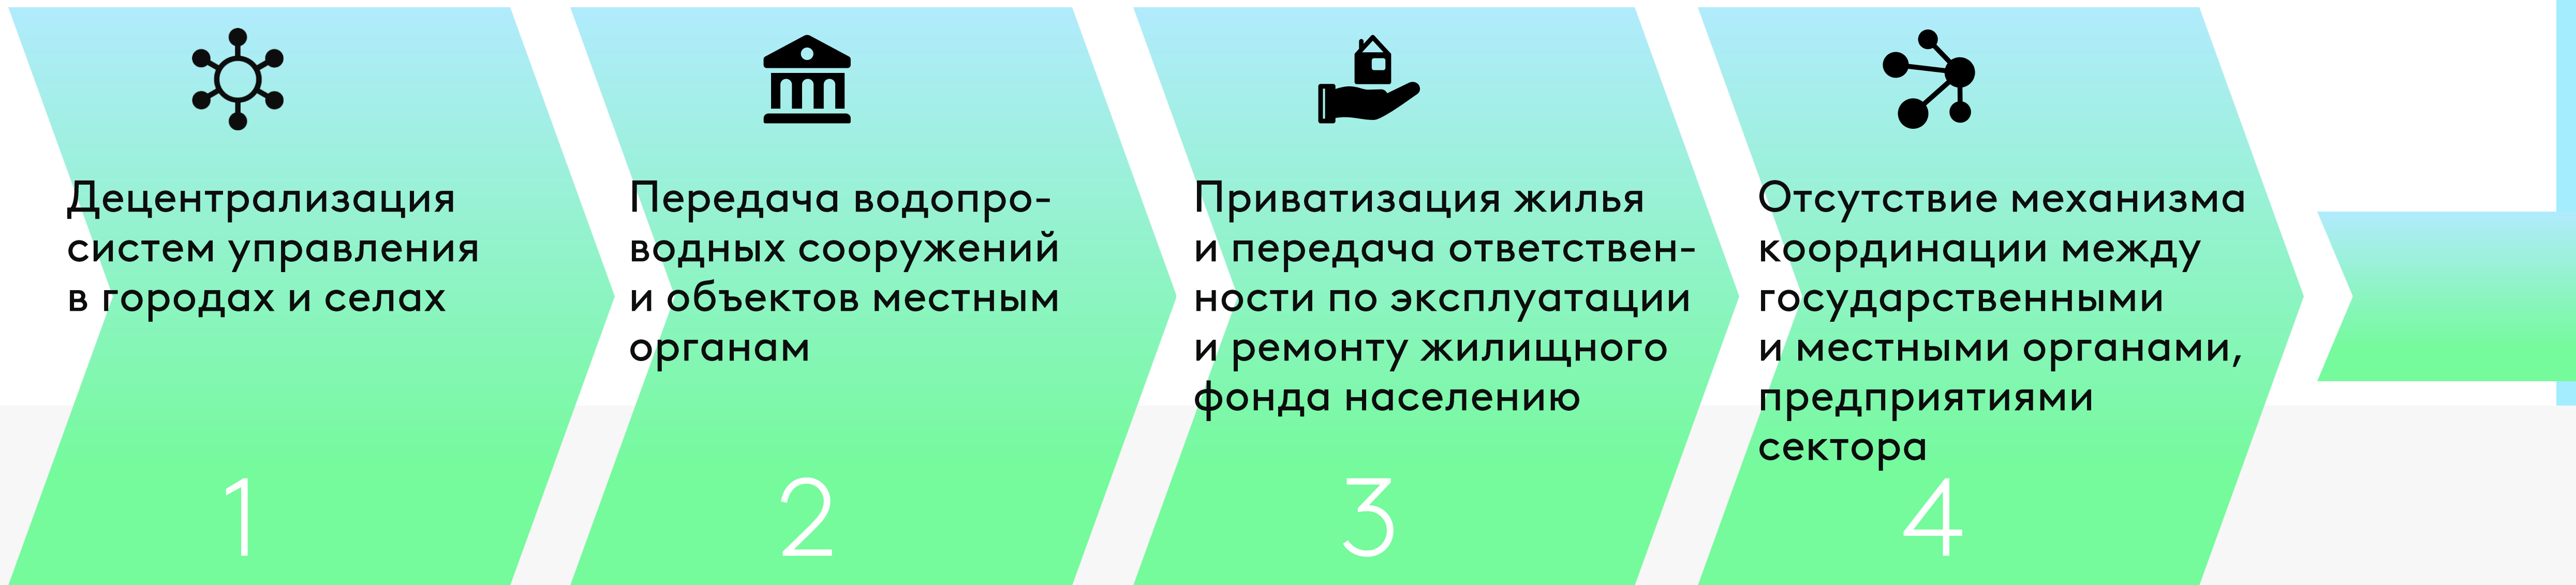 Децентрализация
систем управления
в городах и селах
1
Передача водопро-
водных сооружений
и объектов местным
органам
2
Приватизация жилья
и передача ответствен-
ности по эксплуатации
и ремонту жилищного
фонда населению
3
Отсутствие механизма
координации между
государственными
и местными органами,
предприятиями
сектора
4